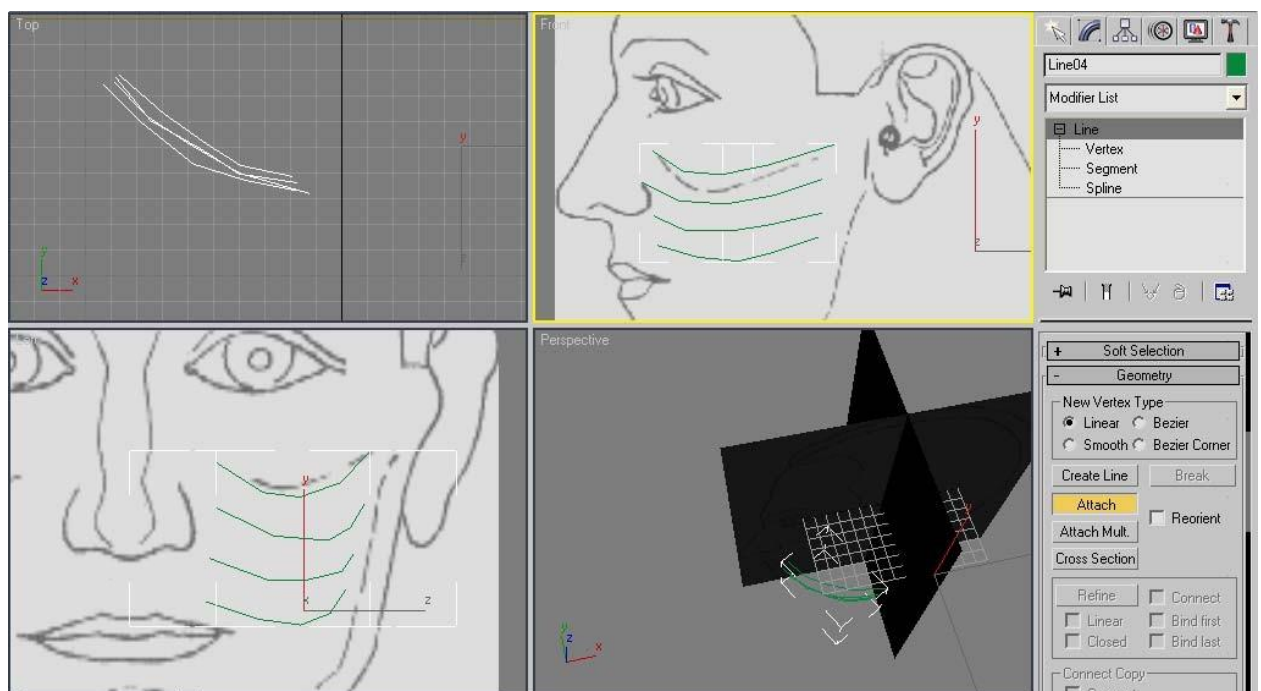 Top
Front
Line04
Modifier List
Line
Vertex
Segment
Spline
y
x
z
y
z
y
z
Perspective
+ Soft Selection
- Geometry
New Vertex Type
Linear Bezier
Smooth Bezier Corner
Create Line Break
Attach
Reorient
Attach Mult.
Cross Section
Refine Connect
Linear Bind first
Closed Bind last
Connect Copy
y
x
z
y
z
x